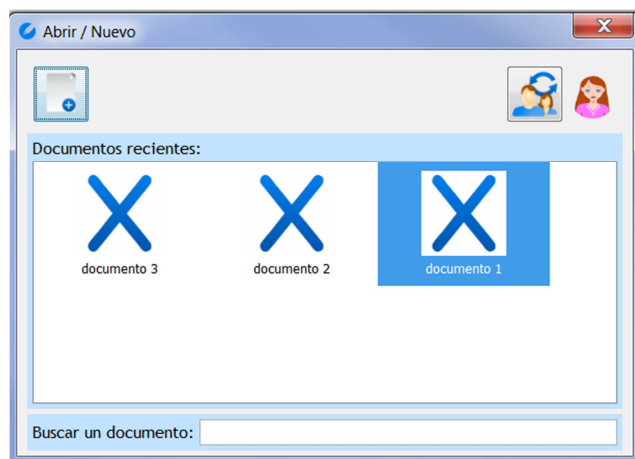 Abrir / Nuevo
Documentos recientes:
documento 3
documento 2
documento 1
Buscar un documento: